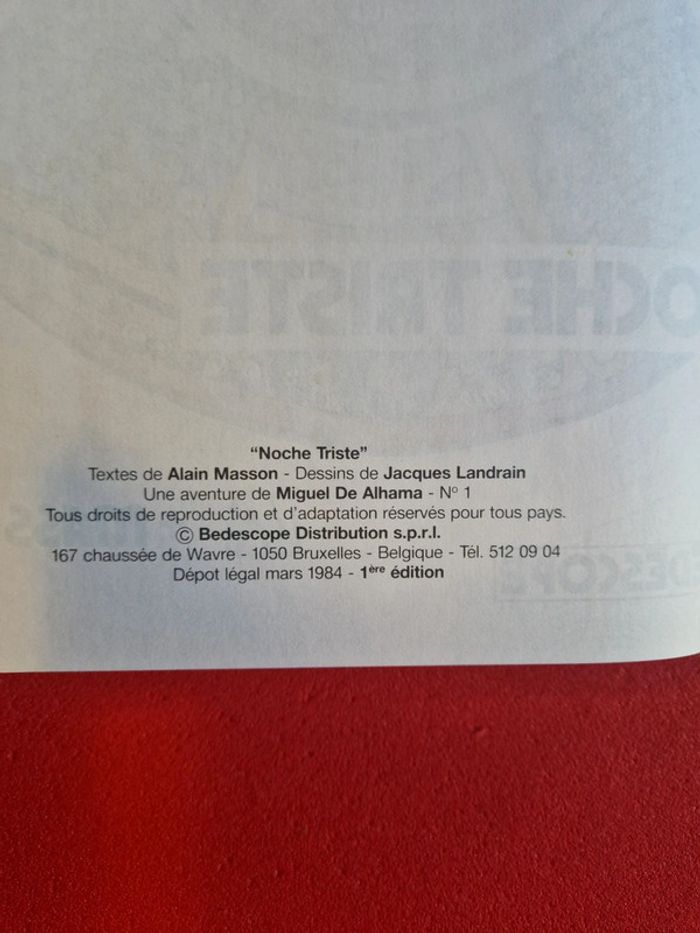 OCHE TRISTE
"Noche Triste"
Textes de Alain Masson - Dessins de Jacques Landrain
Une aventure de Miguel De Alhama - N° 1
Tous droits de reproduction et d'adaptation réservés pour tous pays.
© Bedescope Distribution s.p.r.l.
167 chaussée de Wavre - 1050 Bruxelles - Belgique - Tél. 512 09 04
Dépot légal mars 1984 - 1ère édition